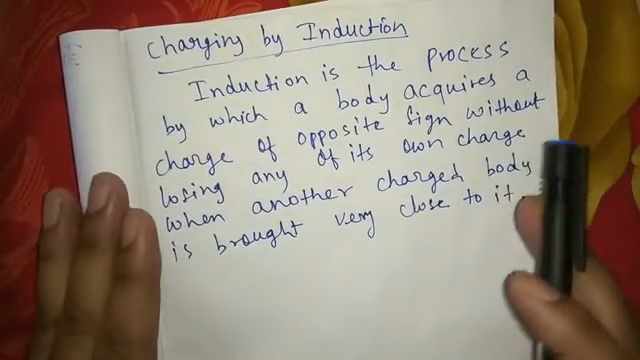 Charging by Induction
Induction is the process
by which a body acquires a
charge of opposite sign without
losing any of its own charge
when another charged body
is brought very close to it.